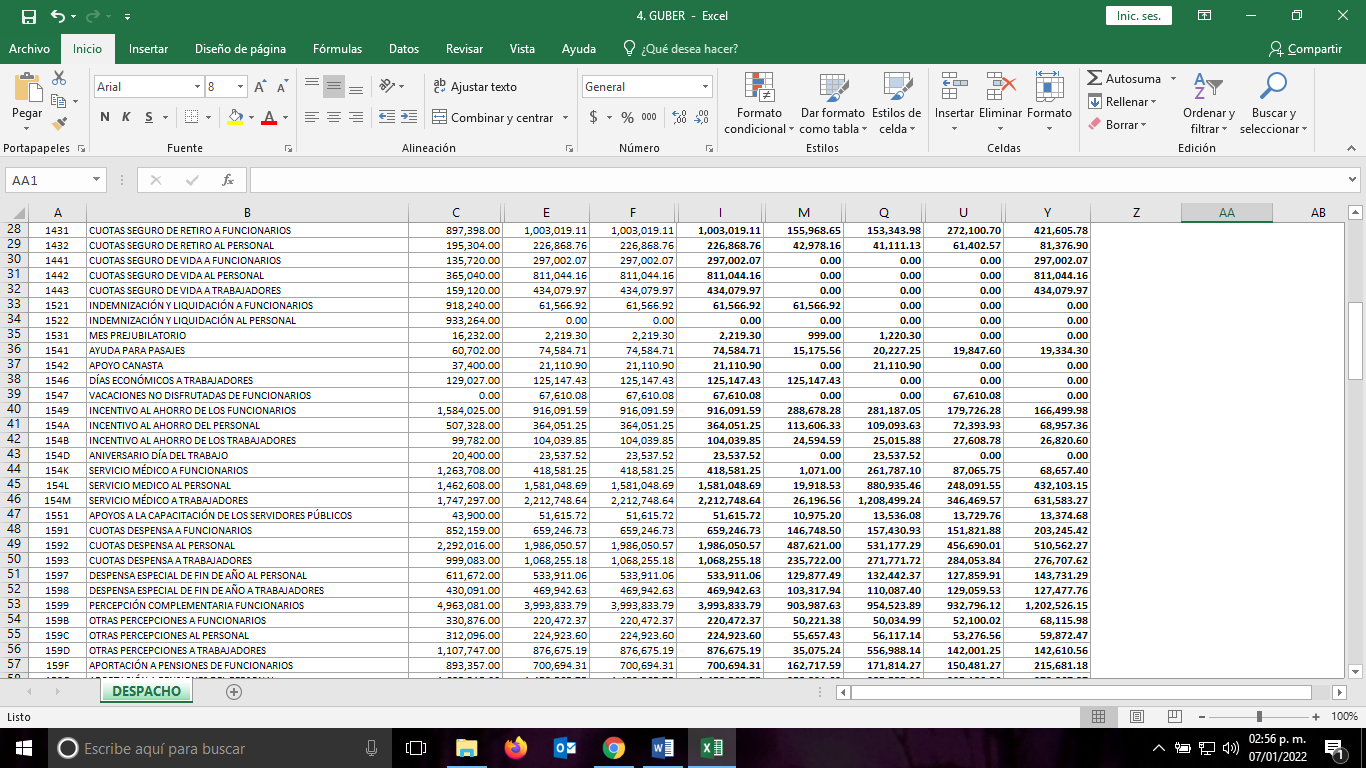 4. GUBER - Excel
Inic. ses.
Archivo Inicio Insertar Diseño de página Fórmulas Datos Revisar Vista Ayuda ¿Qué desea hacer? Compartir
Pegar
Portapapeles
Arial 8
N K S
Fuente
Ajustar texto
Combinar y centrar
Alineación
General
$ % 000
Número
Formato condicional
Dar formato como tabla
Estilos de celda
Estilos
Insertar Eliminar Formato
Celdas
Autosuma
Rellenar
Borrar
Ordenar y filtrar
Buscar y seleccionar
Edición
AA1 fx
A B C E F I M Q U Y Z AA AB
28 1431 CUOTAS SEGURO DE RETIRO A FUNCIONARIOS 897,398.00 1,003,019.11 1,003,019.11 1,003,019.11 155,968.65 153,343.98 272,100.70 421,605.78
29 1432 CUOTAS SEGURO DE RETIRO AL PERSONAL 195,304.00 226,868.76 226,868.76 226,868.76 42,978.16 41,111.13 61,402.57 81,376.90
30 1441 CUOTAS SEGURO DE VIDA A FUNCIONARIOS 135,720.00 297,002.07 297,002.07 297,002.07 0.00 0.00 0.00 297,002.07
31 1442 CUOTAS SEGURO DE VIDA AL PERSONAL 365,040.00 811,044.16 811,044.16 811,044.16 0.00 0.00 0.00 811,044.16
32 1443 CUOTAS SEGURO DE VIDA A TRABAJADORES 159,120.00 434,079.97 434,079.97 434,079.97 0.00 0.00 0.00 434,079.97
33 1521 INDEMNIZACIÓN Y LIQUIDACIÓN A FUNCIONARIOS 918,240.00 61,566.92 61,566.92 61,566.92 61,566.92 0.00 0.00 0.00
34 1522 INDEMNIZACIÓN Y LIQUIDACIÓN AL PERSONAL 933,264.00 0.00 0.00 0.00 0.00 0.00 0.00 0.00
35 1531 MES PREJUBILATORIO 16,232.00 2,219.30 2,219.30 2,219.30 999.00 1,220.30 0.00 0.00
36 1541 AYUDA PARA PASAJES 60,702.00 74,584.71 74,584.71 74,584.71 15,175.56 20,227.25 19,847.60 19,334.30
37 1542 APOYO CANASTA 37,400.00 21,110.90 21,110.90 21,110.90 0.00 21,110.90 0.00 0.00
38 1546 DÍAS ECONÓMICOS A TRABAJADORES 129,027.00 125,147.43 125,147.43 125,147.43 125,147.43 0.00 0.00 0.00
39 1547 VACACIONES NO DISFRUTADAS DE FUNCIONARIOS 0.00 67,610.08 67,610.08 67,610.08 0.00 0.00 67,610.08 0.00
40 1549 INCENTIVO AL AHORRO DE LOS FUNCIONARIOS 1,584,025.00 916,091.59 916,091.59 916,091.59 288,678.28 281,187.05 179,726.28 166,499.98
41 154A INCENTIVO AL AHORRO DEL PERSONAL 507,328.00 364,051.25 364,051.25 364,051.25 113,606.33 109,093.63 72,393.93 68,957.36
42 154B INCENTIVO AL AHORRO DE LOS TRABAJADORES 99,782.00 104,039.85 104,039.85 104,039.85 24,594.59 25,015.88 27,608.78 26,820.60
43 154D ANIVERSARIO DÍA DEL TRABAJO 20,400.00 23,537.52 23,537.52 23,537.52 0.00 23,537.52 0.00 0.00
44 154K SERVICIO MÉDICO A FUNCIONARIOS 1,263,708.00 418,581.25 418,581.25 418,581.25 1,071.00 261,787.10 87,065.75 68,657.40
45 154L SERVICIO MEDICO AL PERSONAL 1,462,608.00 1,581,048.69 1,581,048.69 1,581,048.69 19,918.53 880,935.46 248,091.55 432,103.15
46 154M SERVICIO MÉDICO A TRABAJADORES 1,747,297.00 2,212,748.64 2,212,748.64 2,212,748.64 26,196.56 1,208,499.24 346,469.57 631,583.27
47 1551 APOYOS A LA CAPACITACIÓN DE LOS SERVIDORES PÚBLICOS 43,900.00 51,615.72 51,615.72 51,615.72 10,975.20 13,536.08 13,729.76 13,374.68
48 1591 CUOTAS DESPENSA A FUNCIONARIOS 852,159.00 659,246.73 659,246.73 659,246.73 146,748.50 157,430.93 151,821.88 203,245.42
49 1592 CUOTAS DESPENSA AL PERSONAL 2,292,016.00 1,986,050.57 1,986,050.57 1,986,050.57 487,621.00 531,177.29 456,690.01 510,562.27
50 1593 CUOTAS DESPENSA A TRABAJADORES 999,083.00 1,068,255.18 1,068,255.18 1,068,255.18 235,722.00 271,771.72 284,053.84 276,707.62
51 1597 DESPENSA ESPECIAL DE FIN DE AÑO AL PERSONAL 611,672.00 533,911.06 533,911.06 533,911.06 129,877.49 132,442.37 127,859.91 143,731.29
52 1598 DESPENSA ESPECIAL DE FIN DE AÑO A TRABAJADORES 430,091.00 469,942.63 469,942.63 469,942.63 103,317.94 110,087.40 129,059.53 127,477.76
53 1599 PERCEPCIÓN COMPLEMENTARIA FUNCIONARIOS 4,963,081.00 3,993,833.79 3,993,833.79 3,993,833.79 903,987.63 954,523.89 932,796.12 1,202,526.15
54 159B OTRAS PERCEPCIONES A FUNCIONARIOS 330,876.00 220,472.37 220,472.37 220,472.37 50,221.38 50,034.99 52,100.02 68,115.98
55 159C OTRAS PERCEPCIONES AL PERSONAL 312,096.00 224,923.60 224,923.60 224,923.60 55,657.43 56,117.14 53,276.56 59,872.47
56 159D OTRAS PERCEPCIONES A TRABAJADORES 1,107,747.00 876,675.19 876,675.19 876,675.19 35,075.24 556,988.14 142,001.25 142,610.56
57 159F APORTACIÓN A PENSIONES DE FUNCIONARIOS 893,357.00 700,694.31 700,694.31 700,694.31 162,717.59 171,814.27 150,481.27 215,681.18
DESPACHO
Listo 100%
Escribe aquí para buscar
02:56 p. m.
07/01/2022
1